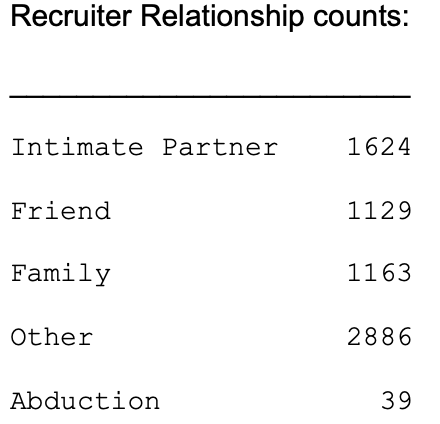 Recruiter Relationship counts:
Intimate Partner 1624
Friend 1129
Family 1163
Other 2886
Abduction 39